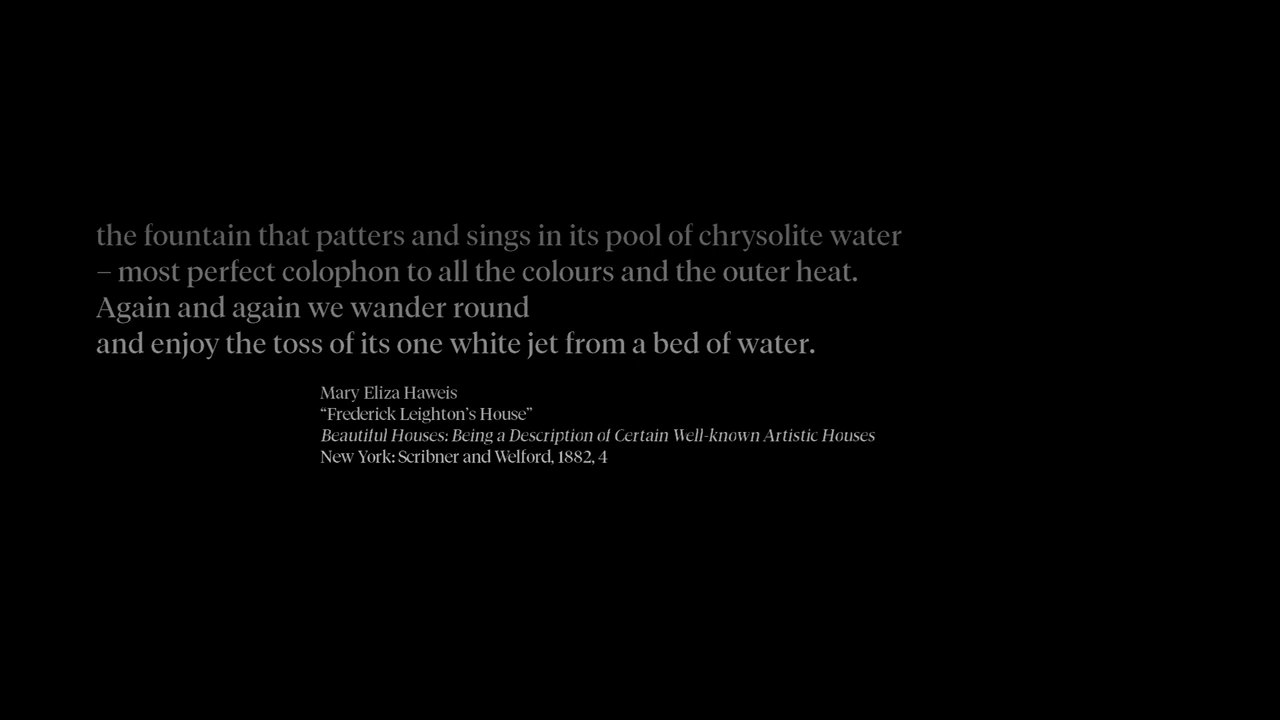 the fountain that patters and sings in its pool of chrysolite water
– most perfect colophon to all the colours and the outer heat.
Again and again we wander round
and enjoy the toss of its one white jet from a bed of water.
Mary Eliza Haweis
“Frederick Leighton’s House”
Beautiful Houses: Being a Description of Certain Well-known Artistic Houses
New York: Scribner and Welford, 1882, 4